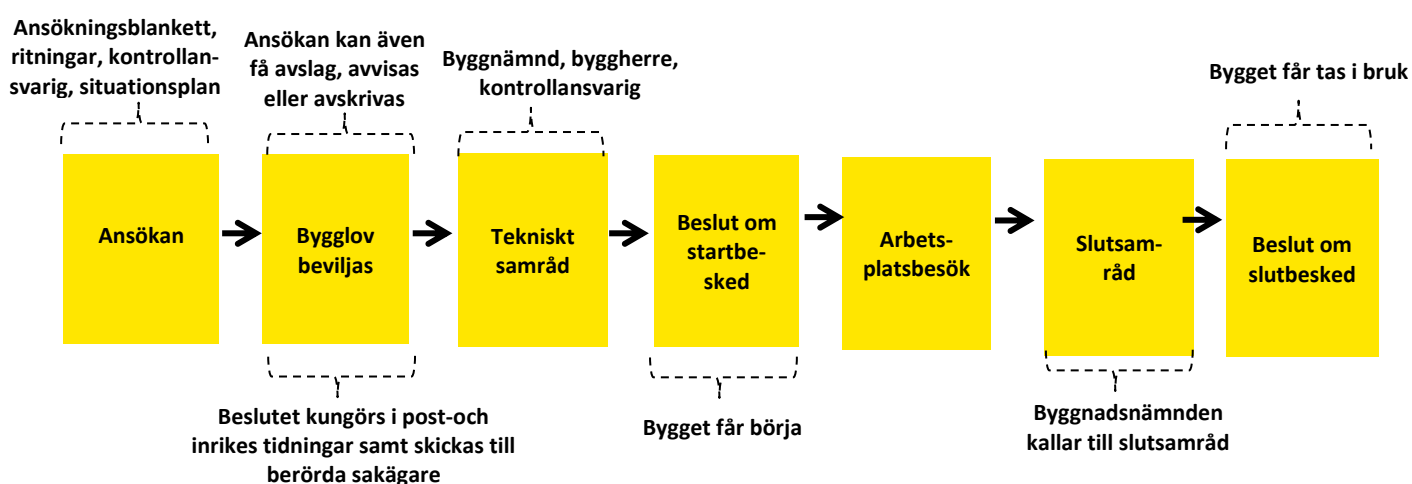 Ansökningsblankett,
ritningar, kontrollan-
svarig, situationsplan
Ansökan kan även
få avslag, avvisas
eller avskrivas
Byggnämnd, byggherre,
kontrollansvarig
Bygget får tas i bruk
Ansökan
Bygglov
beviljas
Tekniskt
samråd
Beslut om
startbe-
sked
Arbets-
platsbesök
Slutsam-
råd
Beslut om
slutbesked
Beslutet kungörs i post-och
inrikes tidningar samt skickas till
berörda sakägare
Bygget får börja
Byggnadsnämnden
kallar till slutsamråd